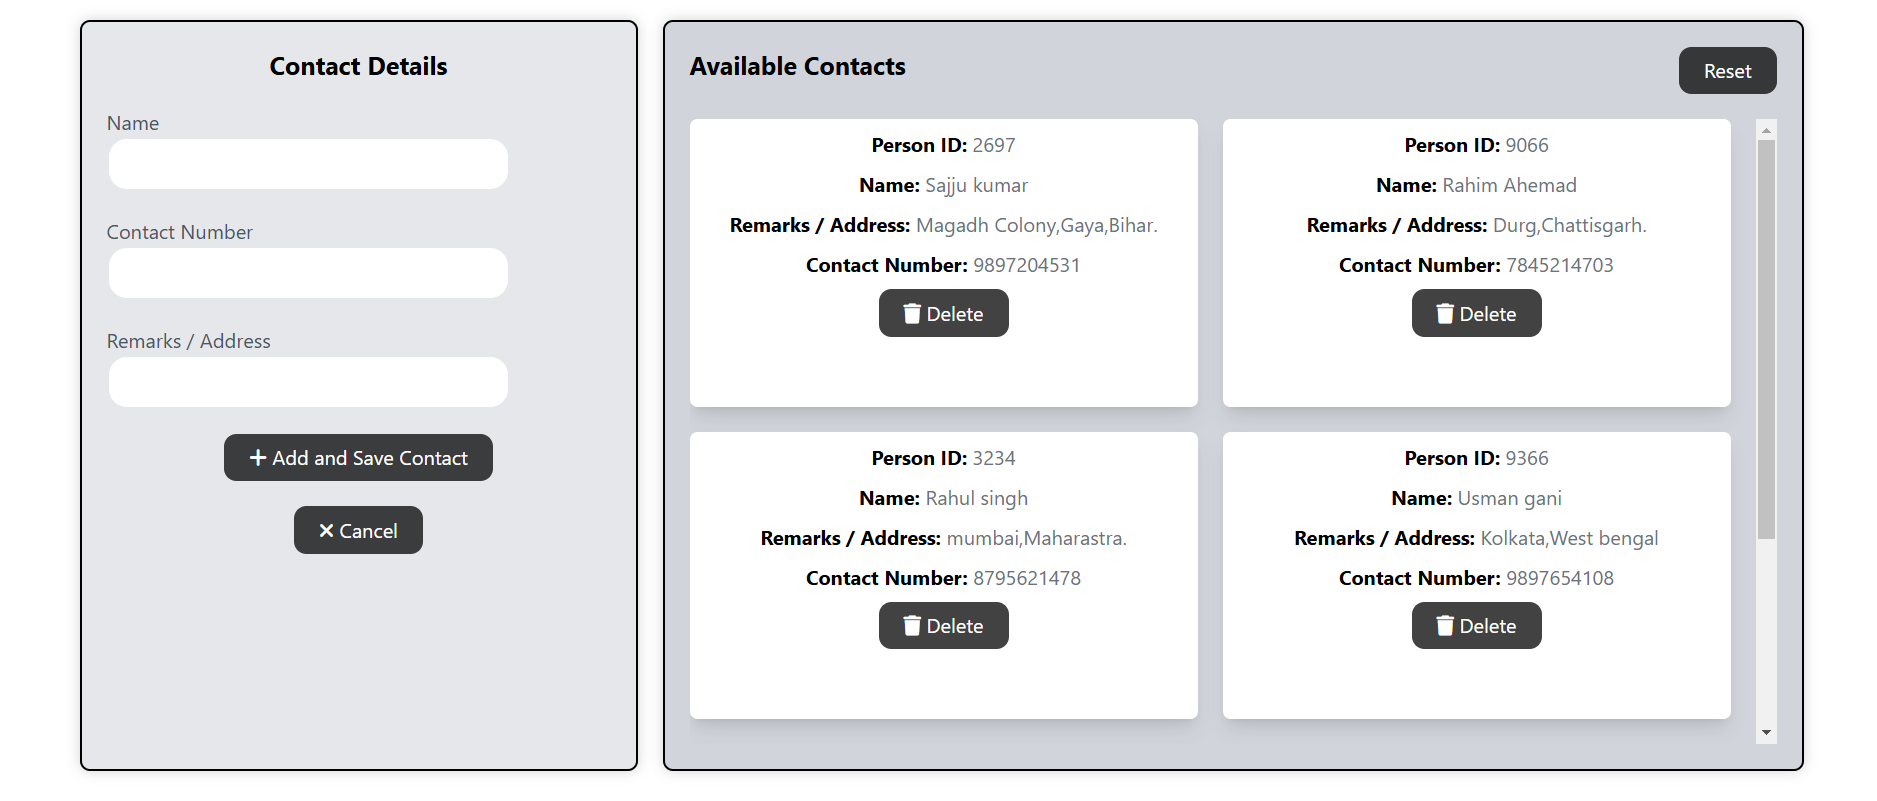 Contact Details
Name
Contact Number
Remarks / Address
Add and Save Contact
Cancel
Available Contacts
Reset
Person ID: 2697
Name: Sajju kumar
Remarks / Address: Magadh Colony,Gaya,Bihar.
Contact Number: 9897204531
Delete
Person ID: 9066
Name: Rahim Ahemad
Remarks / Address: Durg,Chattisgarh.
Contact Number: 7845214703
Delete
Person ID: 3234
Name: Rahul singh
Remarks / Address: mumbai,Maharastra.
Contact Number: 8795621478
Delete
Person ID: 9366
Name: Usman gani
Remarks / Address: Kolkata,West bengal
Contact Number: 9897654108
Delete